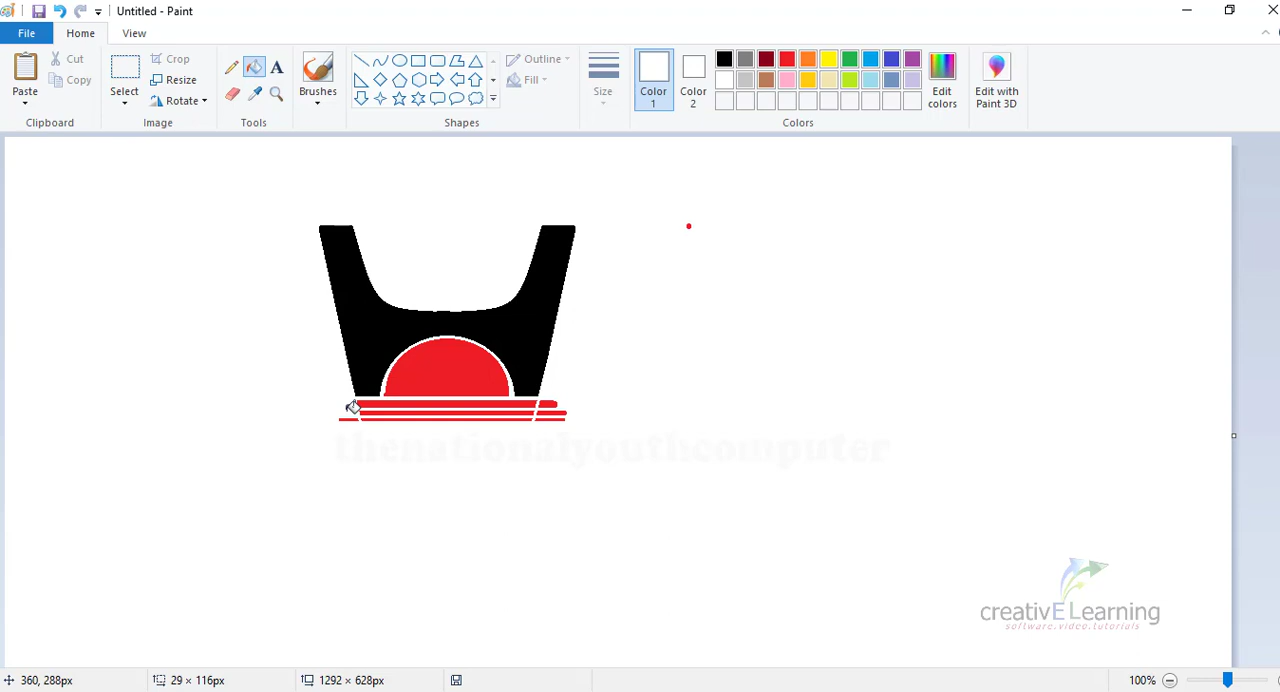 Untitled - Paint
File
Home
View
Paste
Cut
Copy
Clipboard
Select
Crop
Resize
Rotate
Image
A
Tools
Brushes
Outline
Fill
Shapes
Size
Color 1
Color 2
Edit colors
Colors
Edit with Paint 3D
thenationalyouthcomputer
creativE Learning
software.video.tutorials
360, 288px
29 × 116px
1292 × 628px
100%